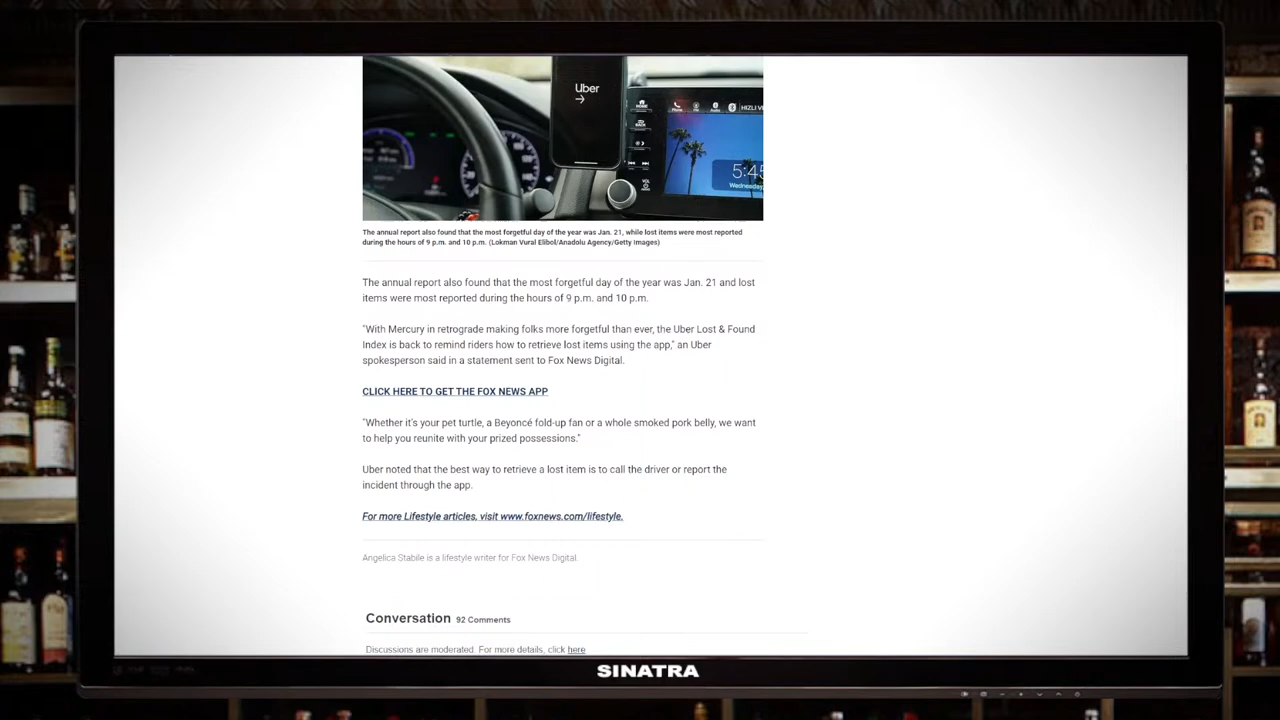 Uber
HOME
BACK
VOL
HIZLI
5:45
Wednesday,
The annual report also found that the most forgetful day of the year was Jan. 21, while lost items were most reported
during the hours of 9 p.m. and 10 p.m. (Lokman Vural Elibol/Anadolu Agency/Getty Images)
The annual report also found that the most forgetful day of the year was Jan. 21 and lost
items were most reported during the hours of 9 p.m. and 10 p.m.
"With Mercury in retrograde making folks more forgetful than ever, the Uber Lost & Found
Index is back to remind riders how to retrieve lost items using the app," an Uber
spokesperson said in a statement sent to Fox News Digital.
CLICK HERE TO GET THE FOX NEWS APP
"Whether it's your pet turtle, a Beyoncé fold-up fan or a whole smoked pork belly, we want
to help you reunite with your prized possessions."
Uber noted that the best way to retrieve a lost item is to call the driver or report the
incident through the app.
For more Lifestyle articles, visit www.foxnews.com/lifestyle.
Angelica Stabile is a lifestyle writer for Fox News Digital.
Conversation 92 Comments
Discussions are moderated. For more details, click here
SINATRA